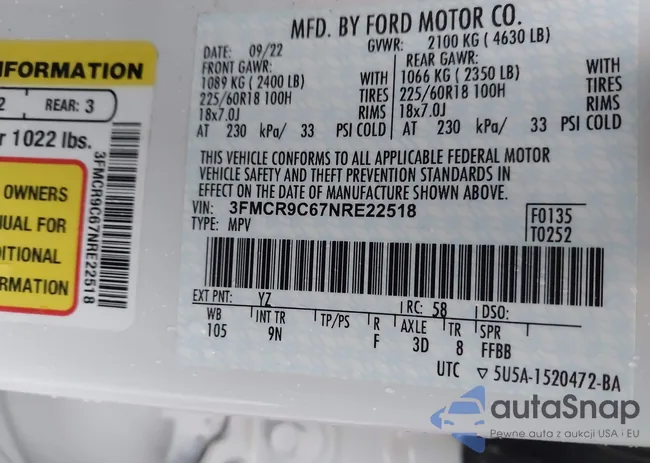 NFORMATION
2 REAR: 3
r 1022 lbs.
OWNERS
NUAL FOR
DITIONAL
ORMATION
3FMCR9C67NRE22518
MFD. BY FORD MOTOR CO.
DATE: 09/22 GVWR: 2100 KG ( 4630 LB)
FRONT GAWR: REAR GAWR:
1089 KG ( 2400 LB) WITH 1066 KG ( 2350 LB) WITH
225/60R18 100H TIRES 225/60R18 100H TIRES
18x7.0J RIMS 18x7.0J RIMS
AT 230 kPa/ 33 PSI COLD AT 230 kPa/ 33 PSI COLD
THIS VEHICLE CONFORMS TO ALL APPLICABLE FEDERAL MOTOR
VEHICLE SAFETY AND THEFT PREVENTION STANDARDS IN
EFFECT ON THE DATE OF MANUFACTURE SHOWN ABOVE.
VIN: 3FMCR9C67NRE22518 F0135
TYPE: MPV T0252
EXT PNT: YZ RC: 58 DSO:
WB INT TR TP/PS R AXLE TR SPR
105 9N F 3D 8 FFBB
UTC ▽ 5U5A-1520472-BA
autaSnap
Pewne auta z aukcji USA i EU